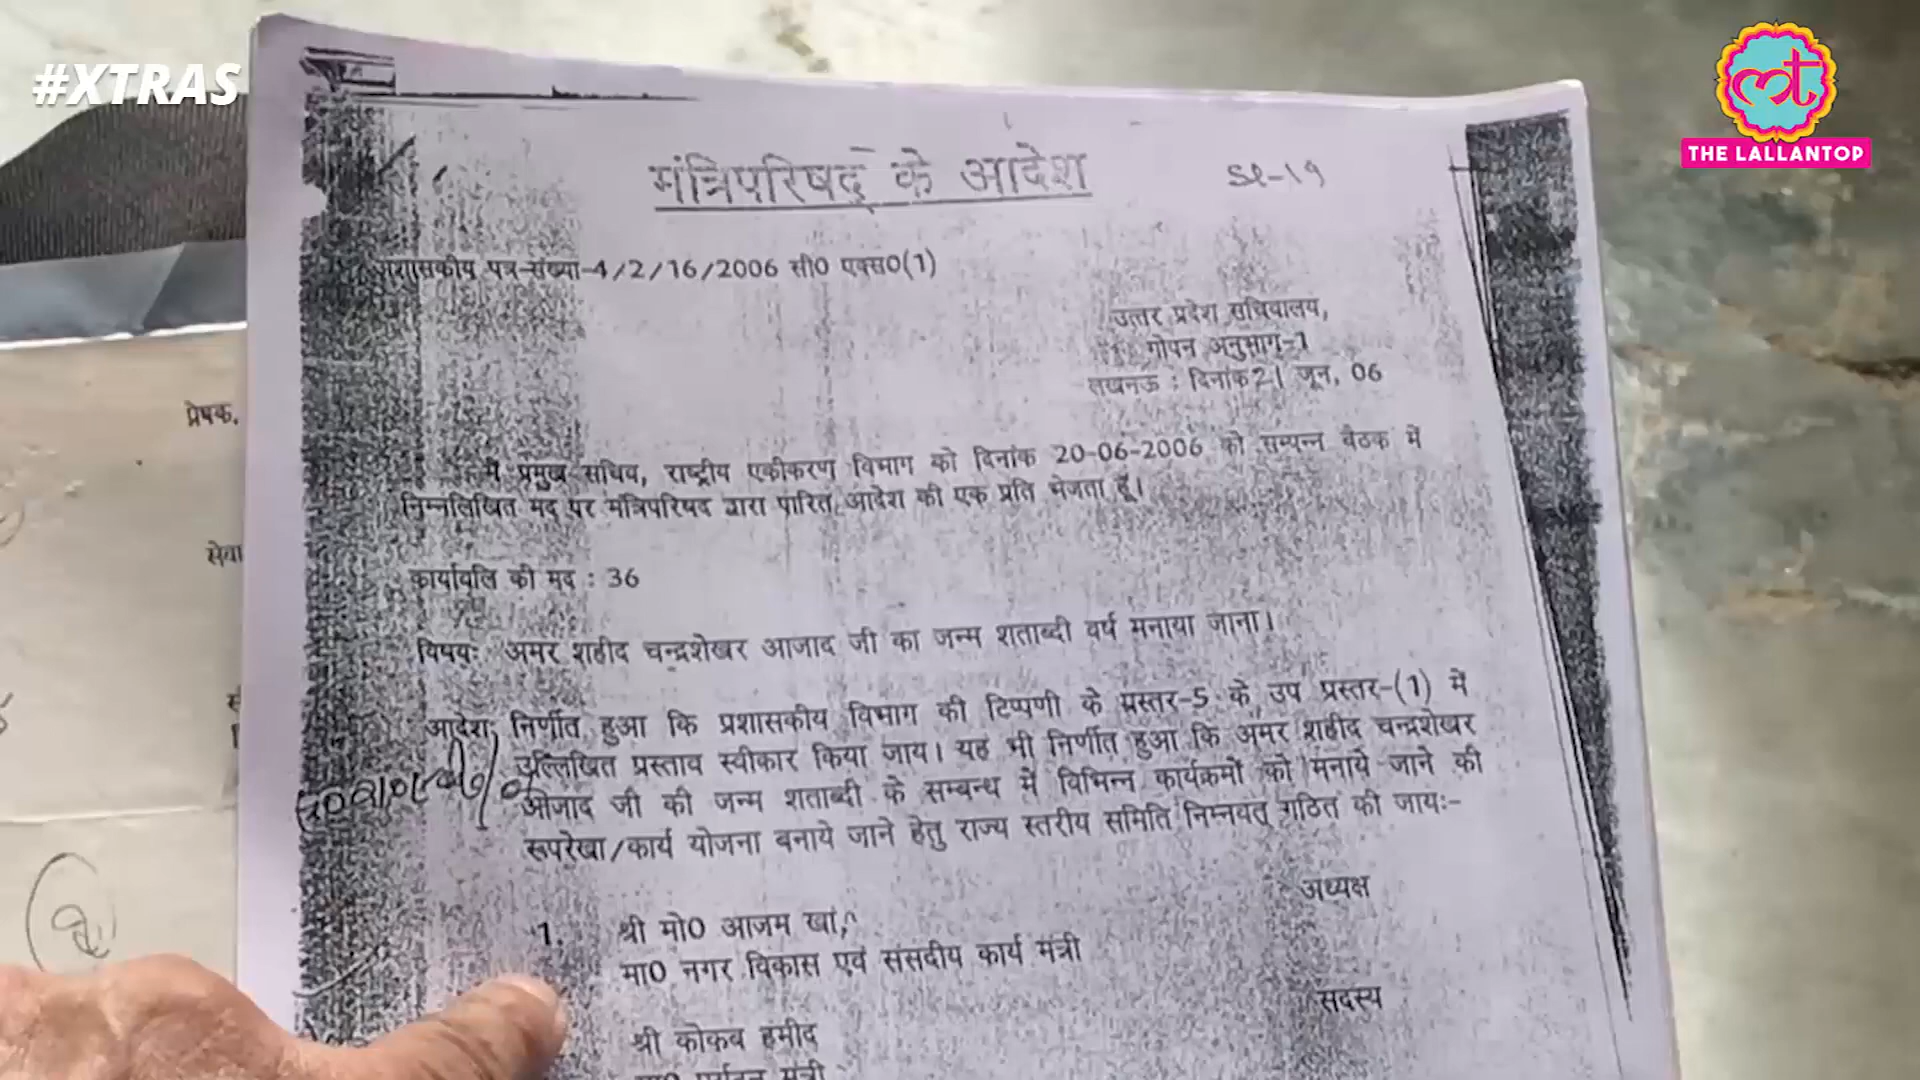 #XTRAS
THE LALLANTOP
मंत्रिपरिषद् के आदेश
पत्र-संख्या-4/2/16/2006 सी0 एक्स0(1)
उत्तर प्रदेश सचिवालय,
गोपन अनुभाग-1
लखनऊ : दिनांक 21 जून, 06
मैं प्रमुख सचिव, राष्ट्रीय एकीकरण विभाग को दिनांक 20-06-2006 को सम्पन्न बैठक में
निम्नलिखित मद पर मंत्रिपरिषद द्वारा पारित आदेश की एक प्रति भेजता हूं।
कार्यावलि की मद : 36
विषयः अमर शहीद चन्द्रशेखर आजाद जी का जन्म शताब्दी वर्ष मनाया जाना।
आदेशः निर्णीत हुआ कि प्रशासकीय विभाग की टिप्पणी के प्रस्तर-5 के उप प्रस्तर-(1) में
उल्लिखित प्रस्ताव स्वीकार किया जाय। यह भी निर्णीत हुआ कि अमर शहीद चन्द्रशेखर
आजाद जी की जन्म शताब्दी के सम्बन्ध में विभिन्न कार्यक्रमों को मनाये जाने की
रूपरेखा/कार्य योजना बनाये जाने हेतु राज्य स्तरीय समिति निम्नवत् गठित की जायः-
अध्यक्ष
1. श्री मो0 आजम खां,
मा0 नगर विकास एवं संसदीय कार्य मंत्री
सदस्य
श्री कोकब हमीद
मा0 पर्यटन मंत्री
प्रेषक,
सेवा